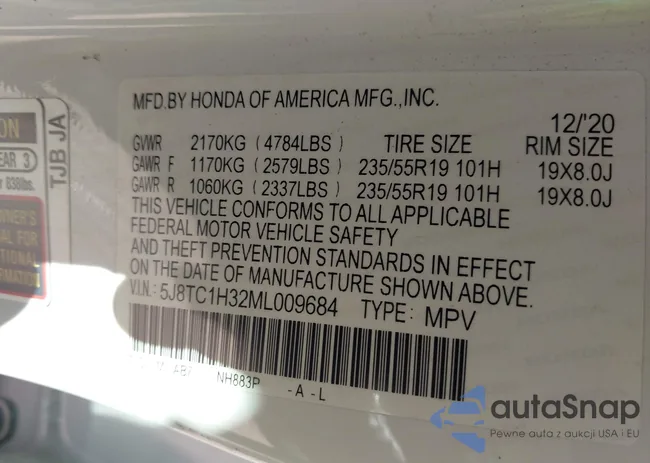 MFD.BY HONDA OF AMERICA MFG.,INC.
12/'20
GVWR 2170KG (4784LBS) TIRE SIZE RIM SIZE
GAWR F 1170KG (2579LBS) 235/55R19 101H 19X8.0J
GAWR R 1060KG (2337LBS) 235/55R19 101H 19X8.0J
THIS VEHICLE CONFORMS TO ALL APPLICABLE
FEDERAL MOTOR VEHICLE SAFETY
AND THEFT PREVENTION STANDARDS IN EFFECT
ON THE DATE OF MANUFACTURE SHOWN ABOVE.
V.I.N.: 5J8TC1H32ML009684 TYPE: MPV
NH883P -A-L
TJB JA
autaSnap
Pewne auta z aukcji USA i EU